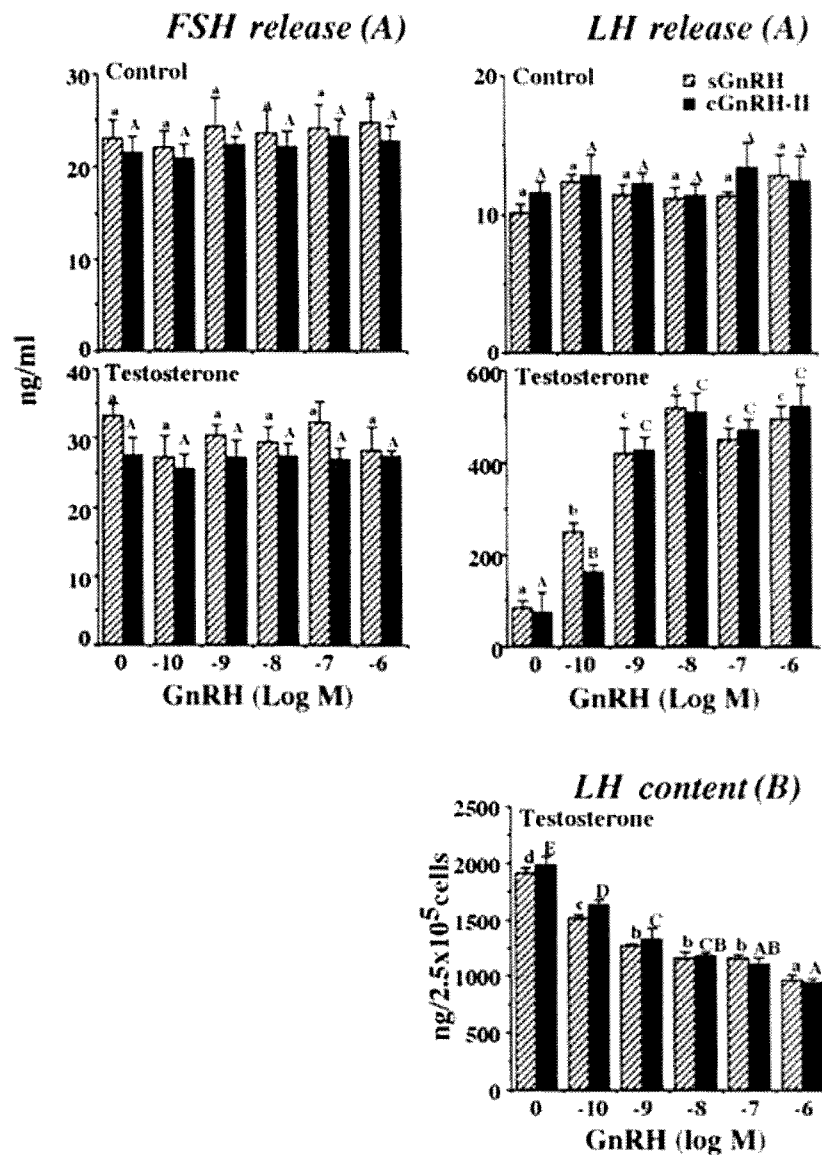 FSH release (A)
LH release (A)
Control
30
20
10
0
a A a A a A a A a A a A
Control
sGnRH
cGnRH-II
20
10
0
a A a A a A a A a A a A
ng/ml
Testosterone
40
30
20
10
0
a A a A a A a A a A a A
0 -10 -9 -8 -7 -6
GnRH (Log M)
Testosterone
600
400
200
0
a A b B c C c C c C c C
0 -10 -9 -8 -7 -6
GnRH (Log M)
LH content (B)
Testosterone
2500
2000
1500
1000
500
0
d E c D b C b CB b AB a A
ng/2.5x10⁵cells
0 -10 -9 -8 -7 -6
GnRH (log M)